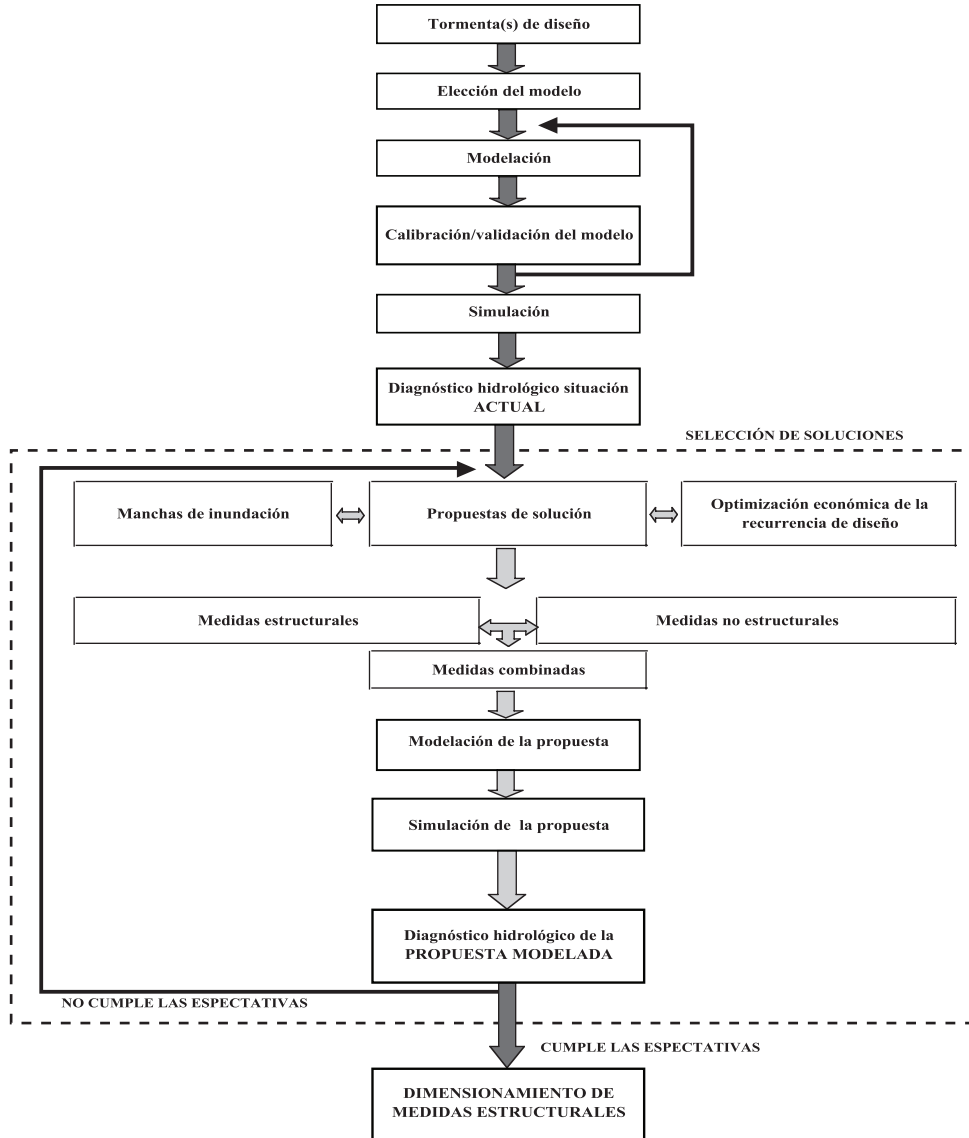 Tormenta(s) de diseño
Elección del modelo
Modelación
Calibración/validación del modelo
Simulación
Diagnóstico hidrológico situación
ACTUAL
SELECCIÓN DE SOLUCIONES
Manchas de inundación
Propuestas de solución
Optimización económica de la
recurrencia de diseño
Medidas estructurales
Medidas no estructurales
Medidas combinadas
Modelación de la propuesta
Simulación de la propuesta
Diagnóstico hidrológico de la
PROPUESTA MODELADA
NO CUMPLE LAS ESPECTATIVAS
CUMPLE LAS ESPECTATIVAS
DIMENSIONAMIENTO DE
MEDIDAS ESTRUCTURALES